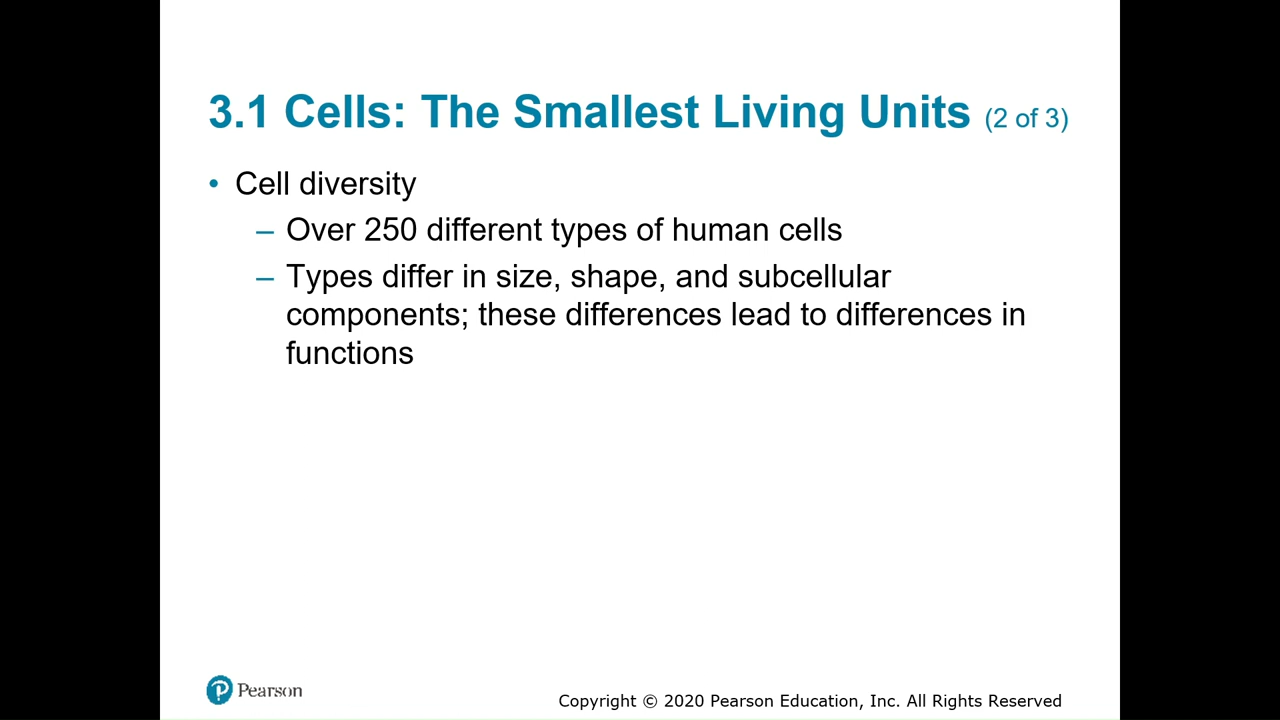 3.1 Cells: The Smallest Living Units (2 of 3)
• Cell diversity
– Over 250 different types of human cells
– Types differ in size, shape, and subcellular
components; these differences lead to differences in
functions
P Pearson
Copyright © 2020 Pearson Education, Inc. All Rights Reserved